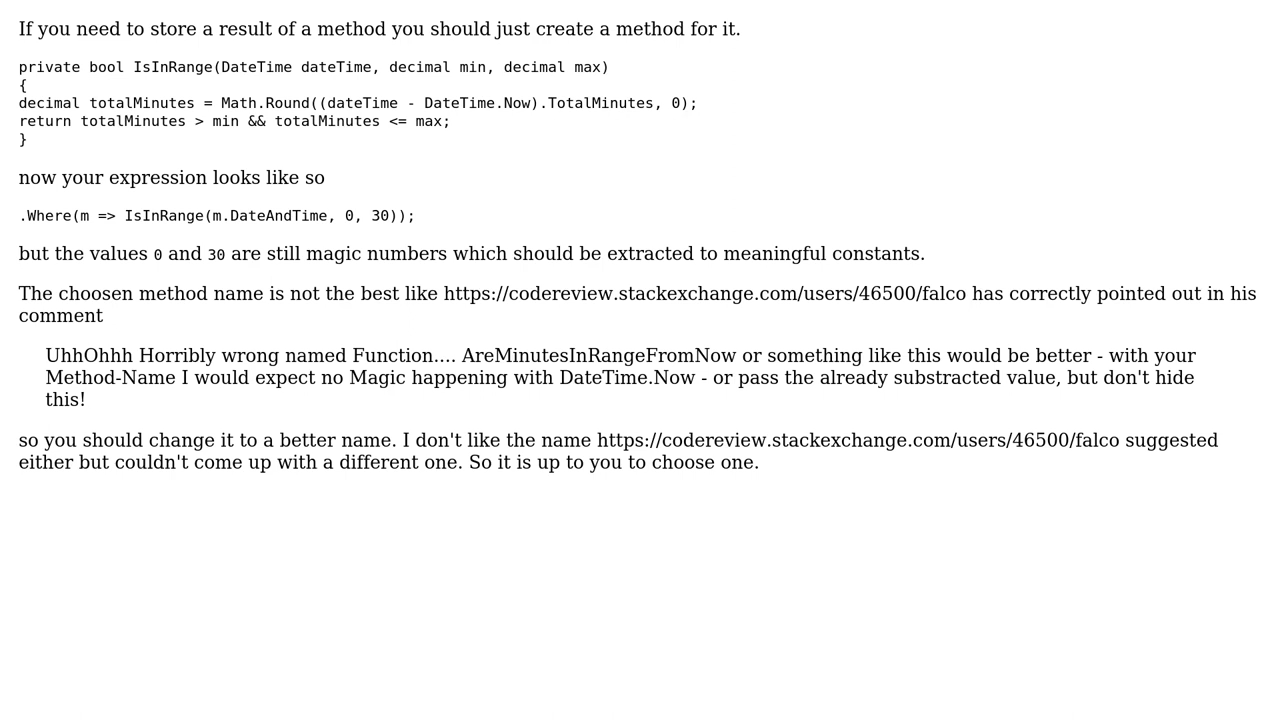 If you need to store a result of a method you should just create a method for it.
private bool IsInRange(DateTime dateTime, decimal min, decimal max)
{
decimal totalMinutes = Math.Round((dateTime - DateTime.Now).TotalMinutes, 0);
return totalMinutes > min && totalMinutes <= max;
}
now your expression looks like so
.Where(m => IsInRange(m.DateAndTime, 0, 30));
but the values 0 and 30 are still magic numbers which should be extracted to meaningful constants.
The choosen method name is not the best like https://codereview.stackexchange.com/users/46500/falco has correctly pointed out in his
comment
UhhOhhh Horribly wrong named Function.... AreMinutesInRangeFromNow or something like this would be better - with your
Method-Name I would expect no Magic happening with DateTime.Now - or pass the already substracted value, but don't hide
this!
so you should change it to a better name. I don't like the name https://codereview.stackexchange.com/users/46500/falco suggested
either but couldn't come up with a different one. So it is up to you to choose one.